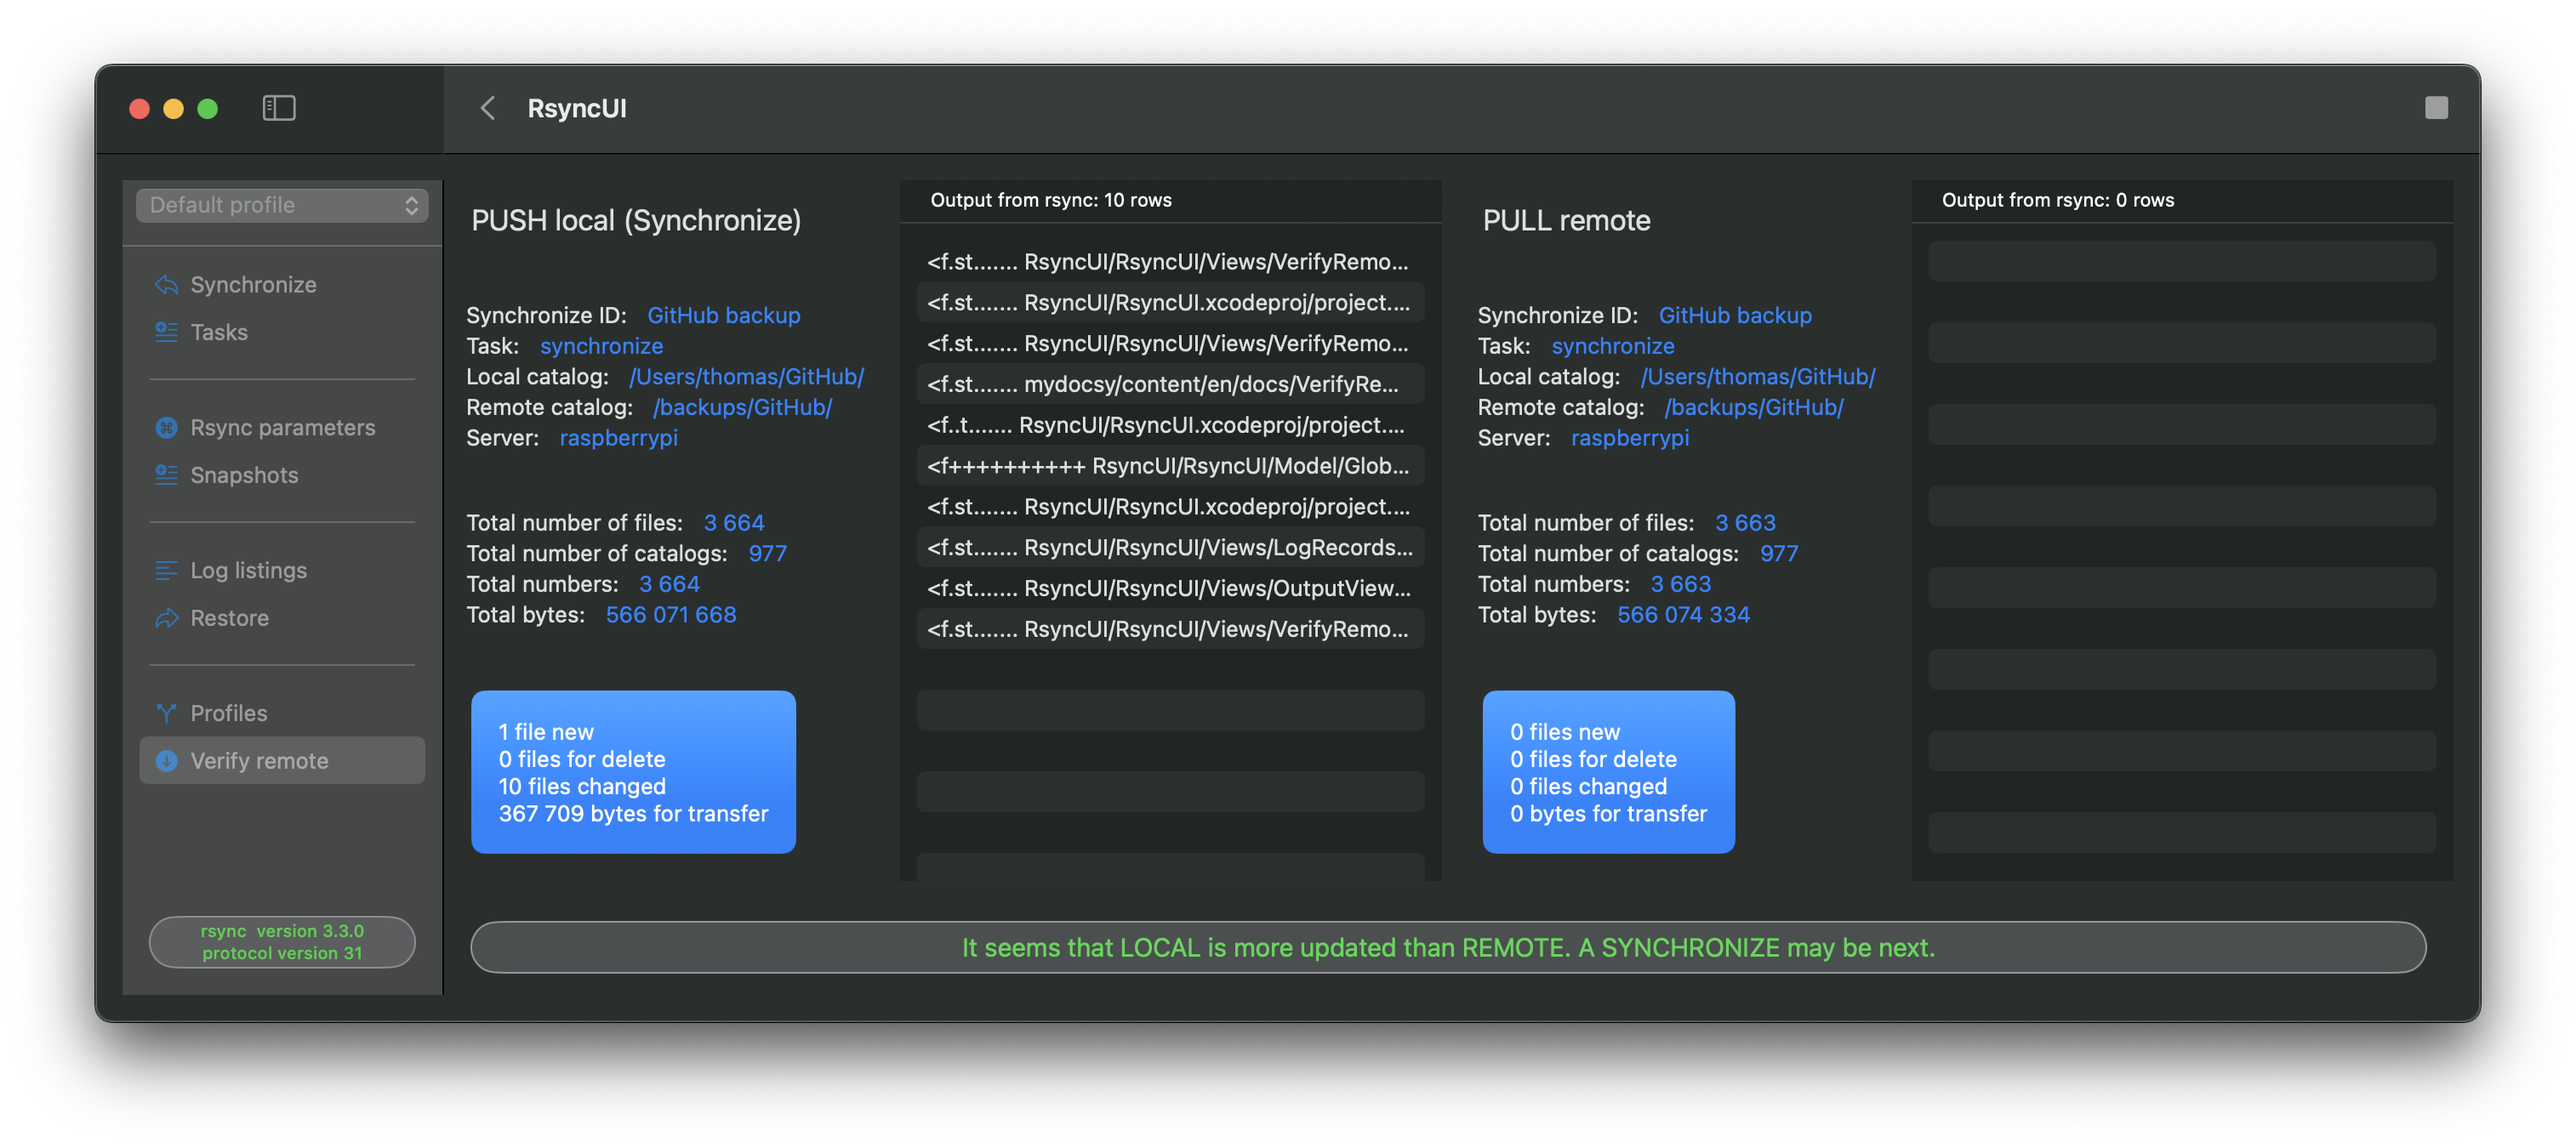 RsyncUI
Default profile
Synchronize
Tasks
Rsync parameters
Snapshots
Log listings
Restore
Profiles
Verify remote
rsync  version 3.3.0
protocol version 31
PUSH local (Synchronize)
Synchronize ID: GitHub backup
Task: synchronize
Local catalog: /Users/thomas/GitHub/
Remote catalog: /backups/GitHub/
Server: raspberrypi
Total number of files: 3 664
Total number of catalogs: 977
Total numbers: 3 664
Total bytes: 566 071 668
1 file new
0 files for delete
10 files changed
367 709 bytes for transfer
Output from rsync: 10 rows
<f.st....... RsyncUI/RsyncUI/Views/VerifyRemo...
<f.st....... RsyncUI/RsyncUI.xcodeproj/project....
<f.st....... RsyncUI/RsyncUI/Views/VerifyRemo...
<f.st....... mydocsy/content/en/docs/VerifyRe...
<f..t....... RsyncUI/RsyncUI.xcodeproj/project....
<f++++++++++ RsyncUI/RsyncUI/Model/Glob...
<f.st....... RsyncUI/RsyncUI.xcodeproj/project....
<f.st....... RsyncUI/RsyncUI/Views/LogRecords...
<f.st....... RsyncUI/RsyncUI/Views/OutputView...
<f.st....... RsyncUI/RsyncUI/Views/VerifyRemo...
PULL remote
Synchronize ID: GitHub backup
Task: synchronize
Local catalog: /Users/thomas/GitHub/
Remote catalog: /backups/GitHub/
Server: raspberrypi
Total number of files: 3 663
Total number of catalogs: 977
Total numbers: 3 663
Total bytes: 566 074 334
0 files new
0 files for delete
0 files changed
0 bytes for transfer
Output from rsync: 0 rows
It seems that LOCAL is more updated than REMOTE. A SYNCHRONIZE may be next.